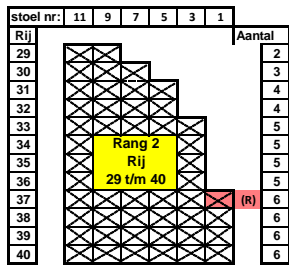 stoel nr: 11 9 7 5 3 1
Rij Aantal
29 2
30 3
31 4
32 4
33 5
34 Rang 2 5
35 Rij 5
36 29 t/m 40 5
37 (R) 6
38 6
39 6
40 6